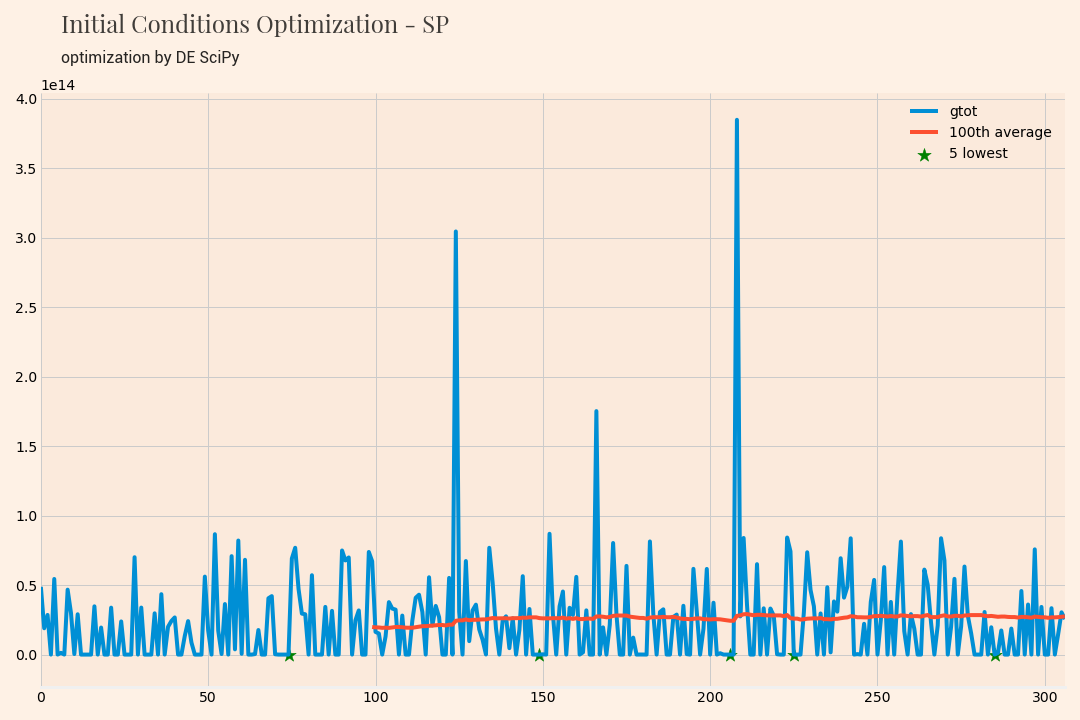 Initial Conditions Optimization - SP
optimization by DE SciPy
1e14
4.0
3.5
3.0
2.5
2.0
1.5
1.0
0.5
0.0
gtot
100th average
5 lowest
0 50 100 150 200 250 300